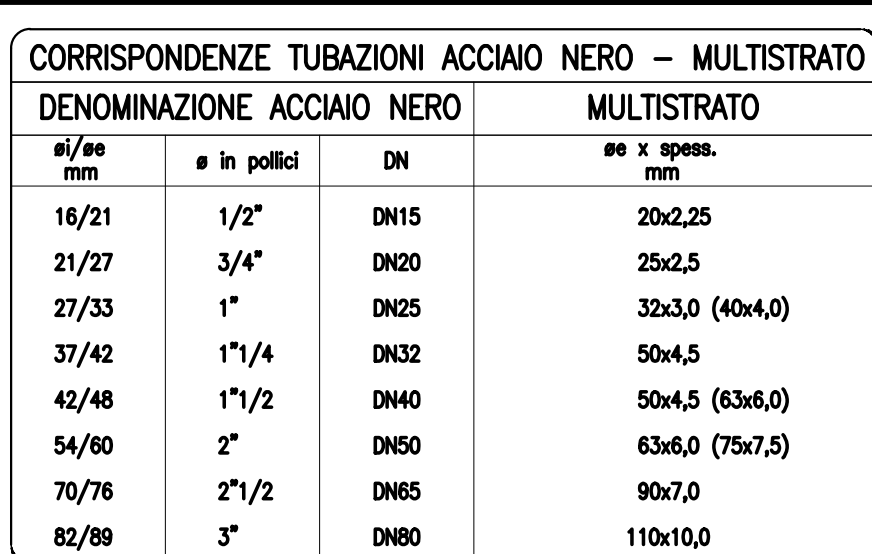 CORRISPONDENZE TUBAZIONI ACCIAIO NERO – MULTISTRATO
DENOMINAZIONE ACCIAIO NERO MULTISTRATO
øi/øe mm ø in pollici DN øe x spess. mm
16/21 1/2" DN15 20x2,25
21/27 3/4" DN20 25x2,5
27/33 1" DN25 32x3,0 (40x4,0)
37/42 1"1/4 DN32 50x4,5
42/48 1"1/2 DN40 50x4,5 (63x6,0)
54/60 2" DN50 63x6,0 (75x7,5)
70/76 2"1/2 DN65 90x7,0
82/89 3" DN80 110x10,0